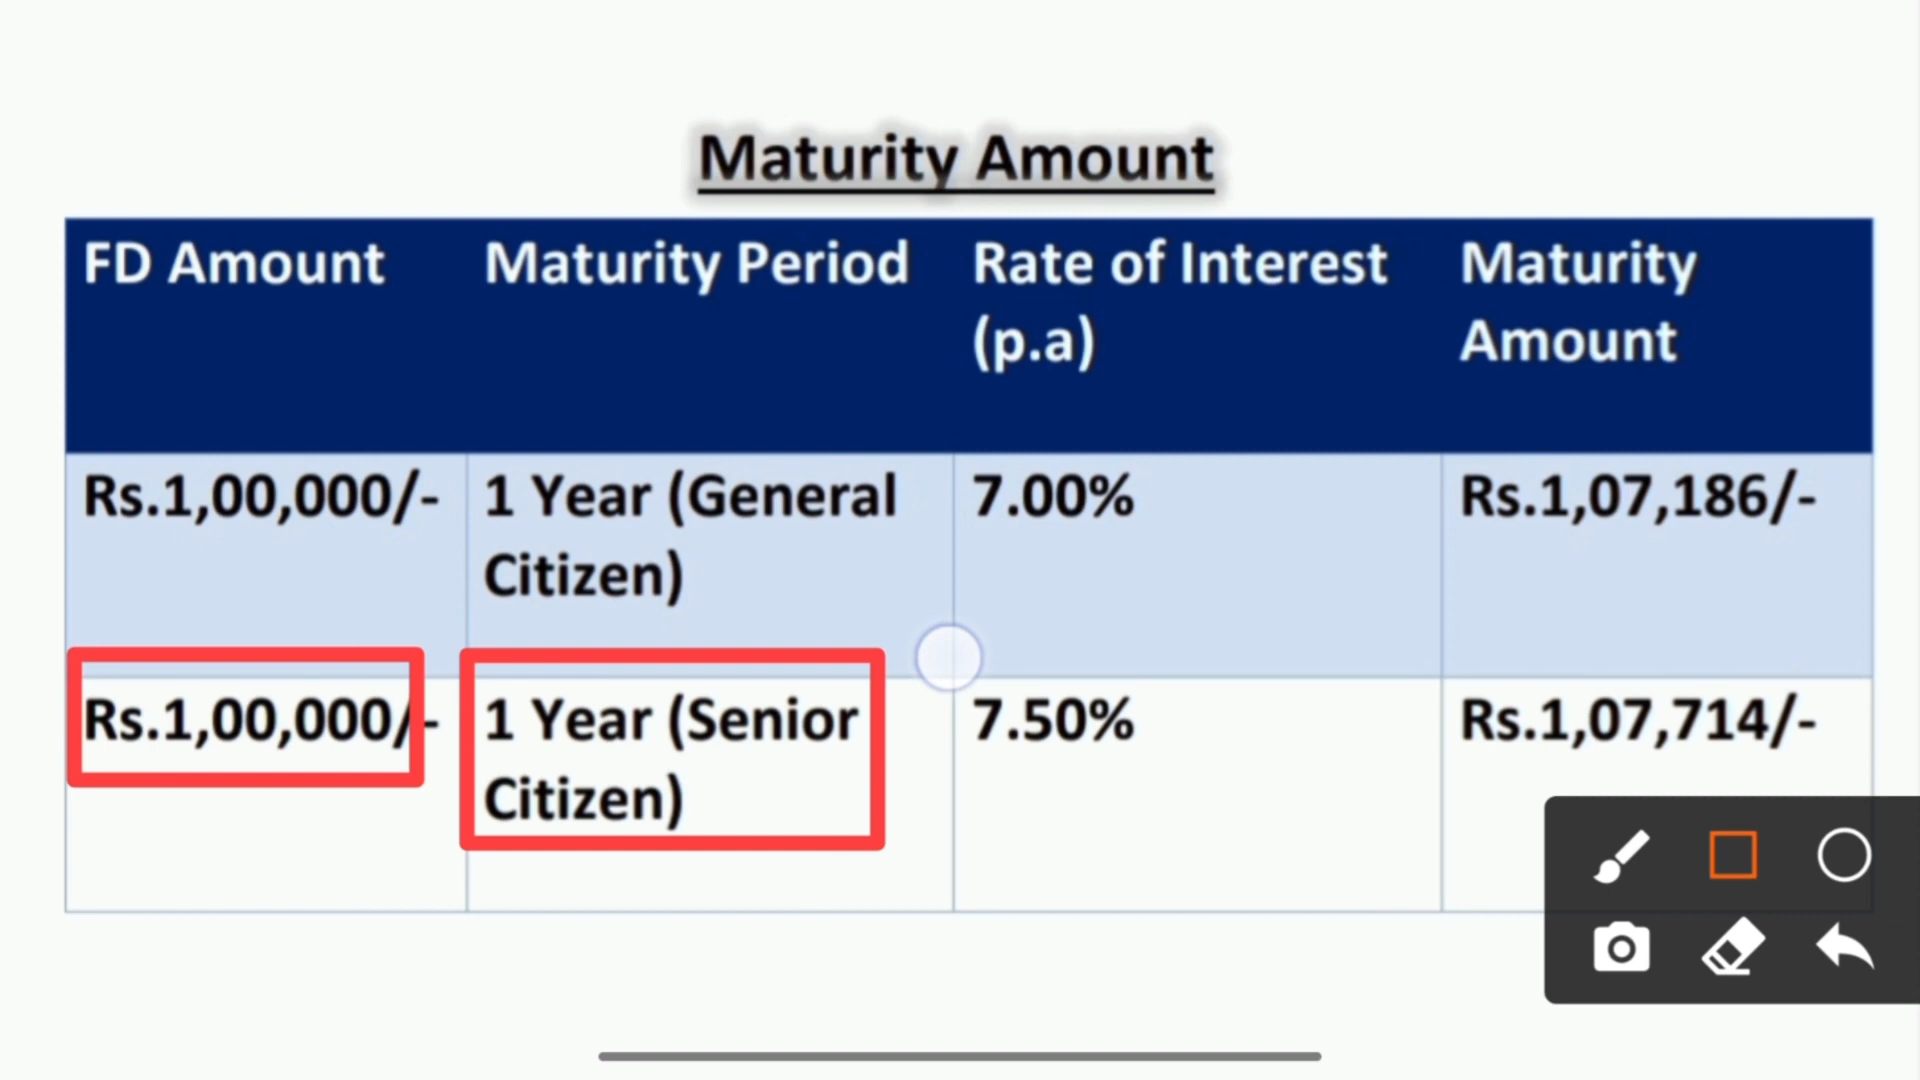 Maturity Amount
FD Amount
Maturity Period
Rate of Interest
(p.a)
Maturity
Amount
Rs.1,00,000/-
1 Year (General
Citizen)
7.00%
Rs.1,07,186/-
Rs.1,00,000/-
1 Year (Senior
Citizen)
7.50%
Rs.1,07,714/-